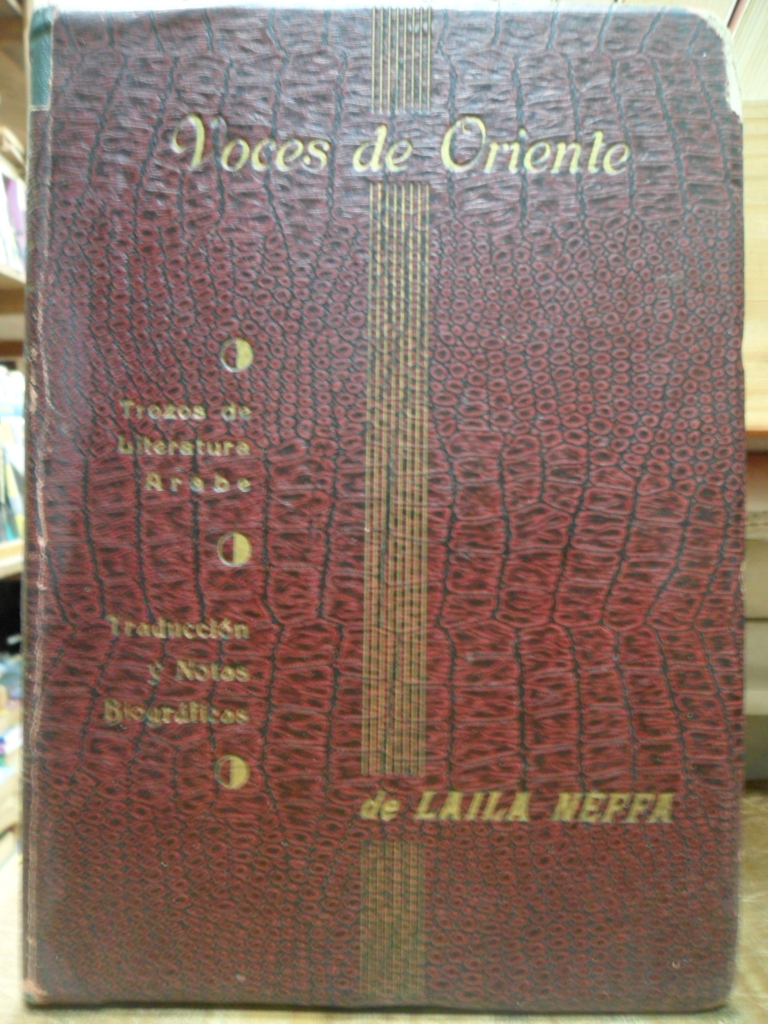 Voces de Oriente
Trozos de
Literatura
Arabe
Traducción
y Notas
Biográficas
de LAILA NEFFA